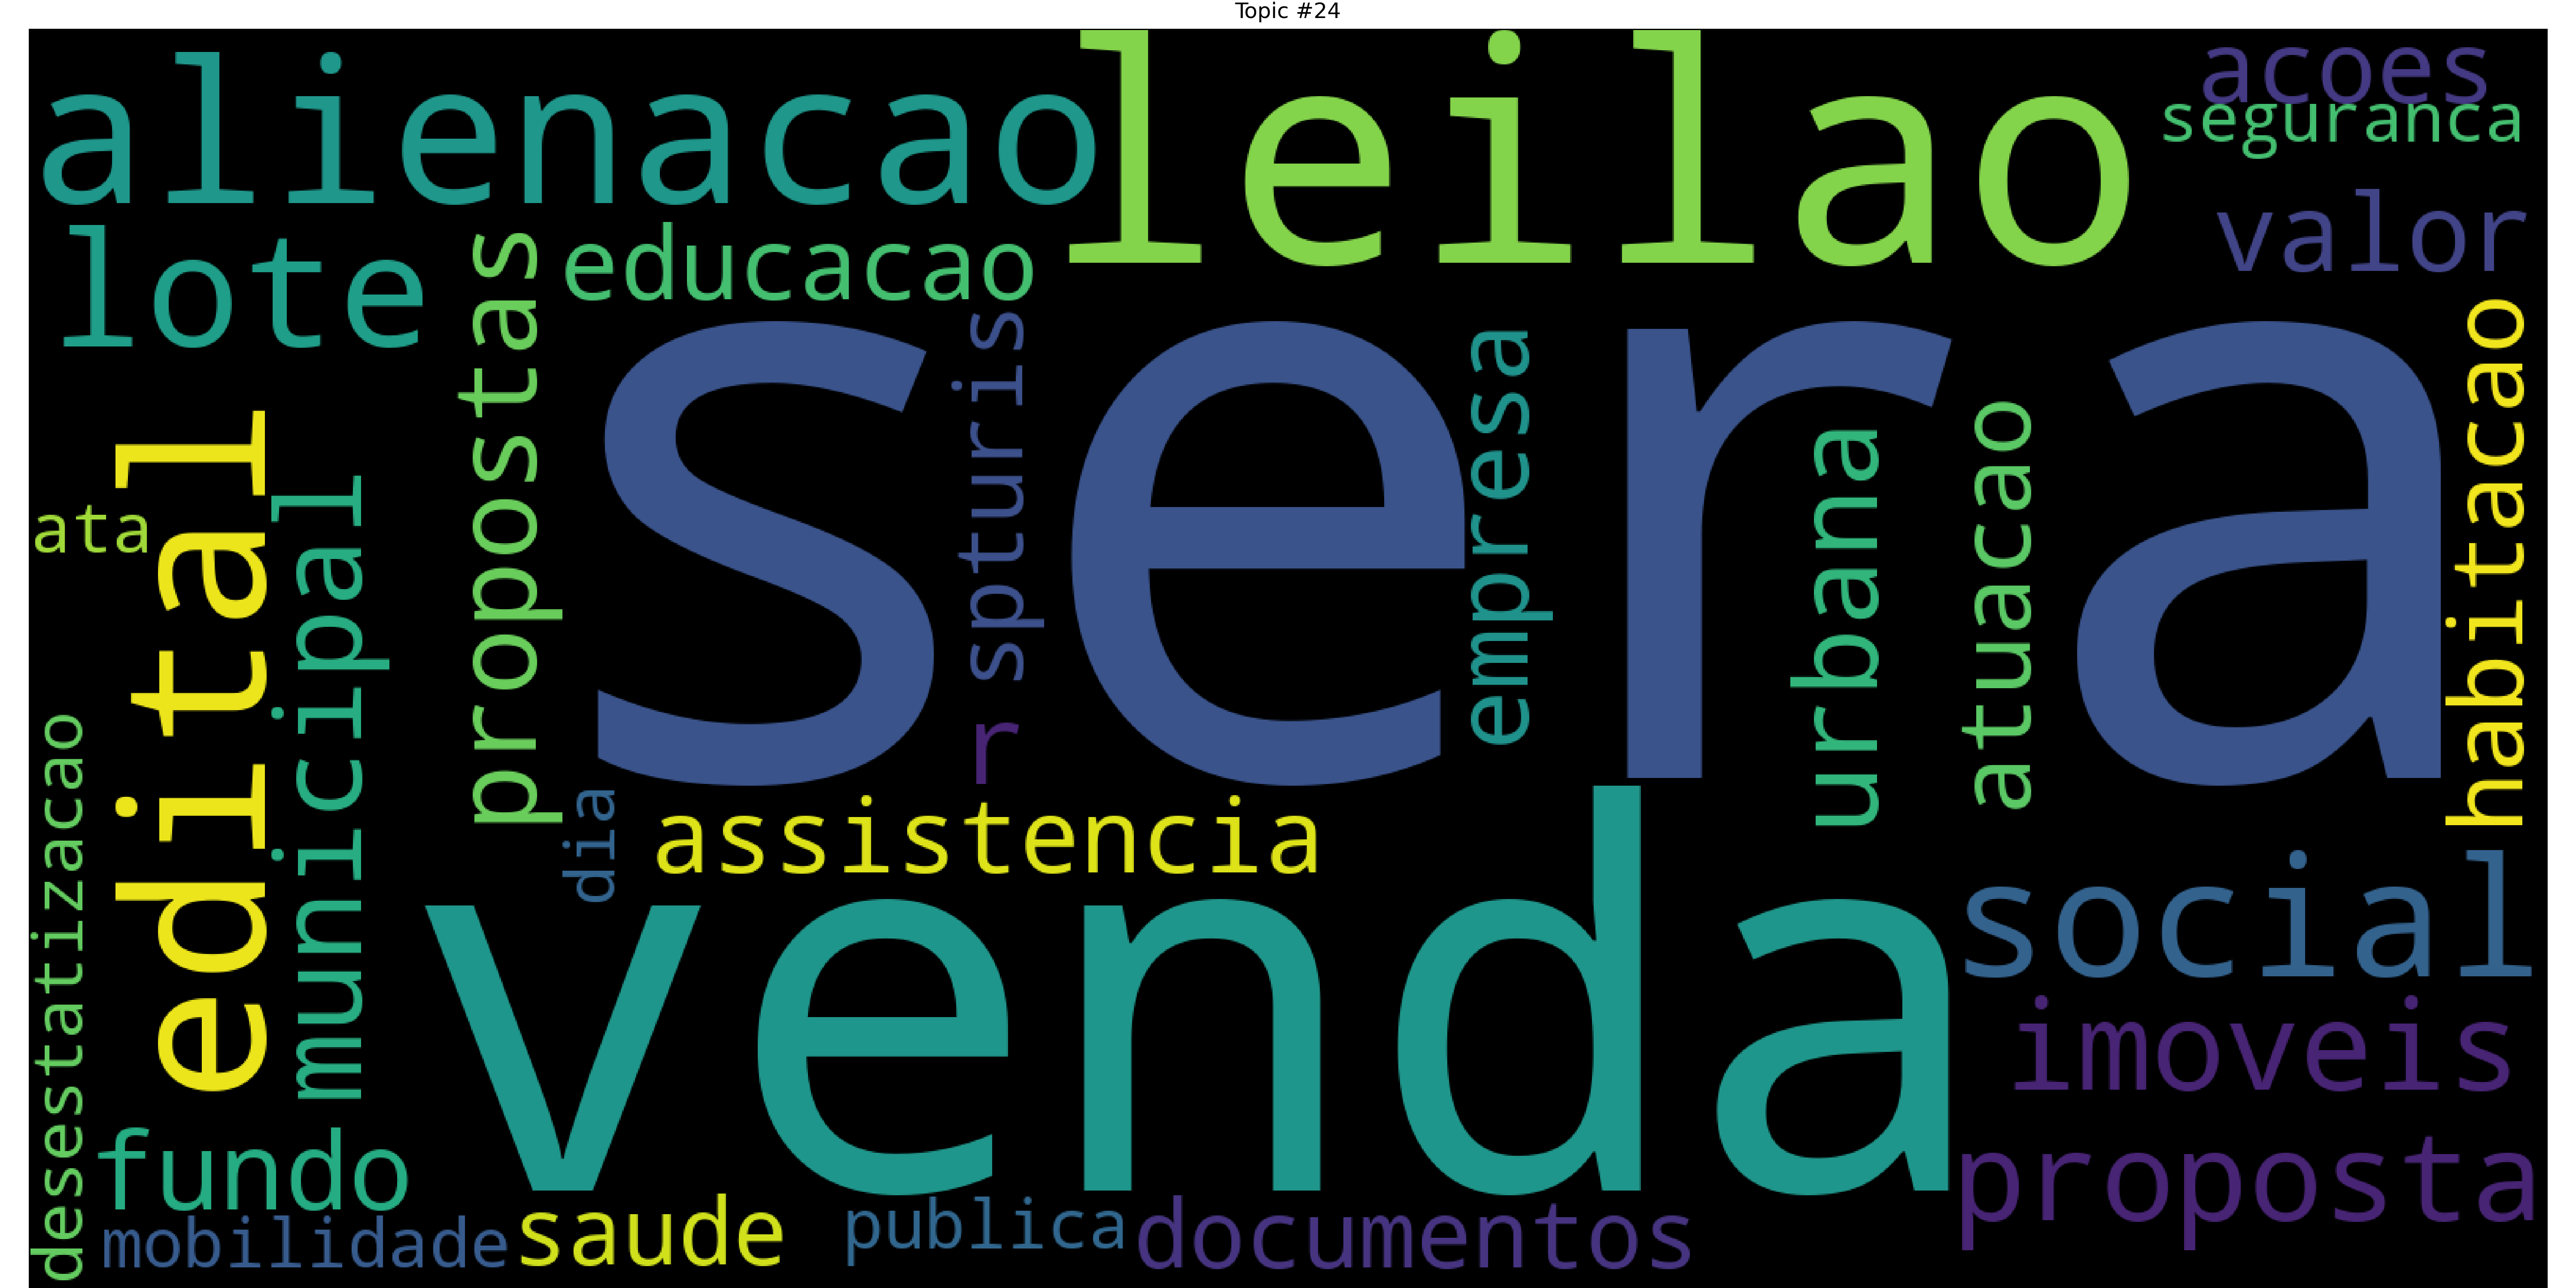 Topic #24
alienacao
leilao
acoes
seguranca
valor
lote
educacao
propostas
spturis
sera
empresa
urbana
atuacao
habitacao
edital
municipal
ata
r
dia
assistencia
venda
social
imoveis
proposta
desestatizacao
fundo
mobilidade
saude
publica
documentos